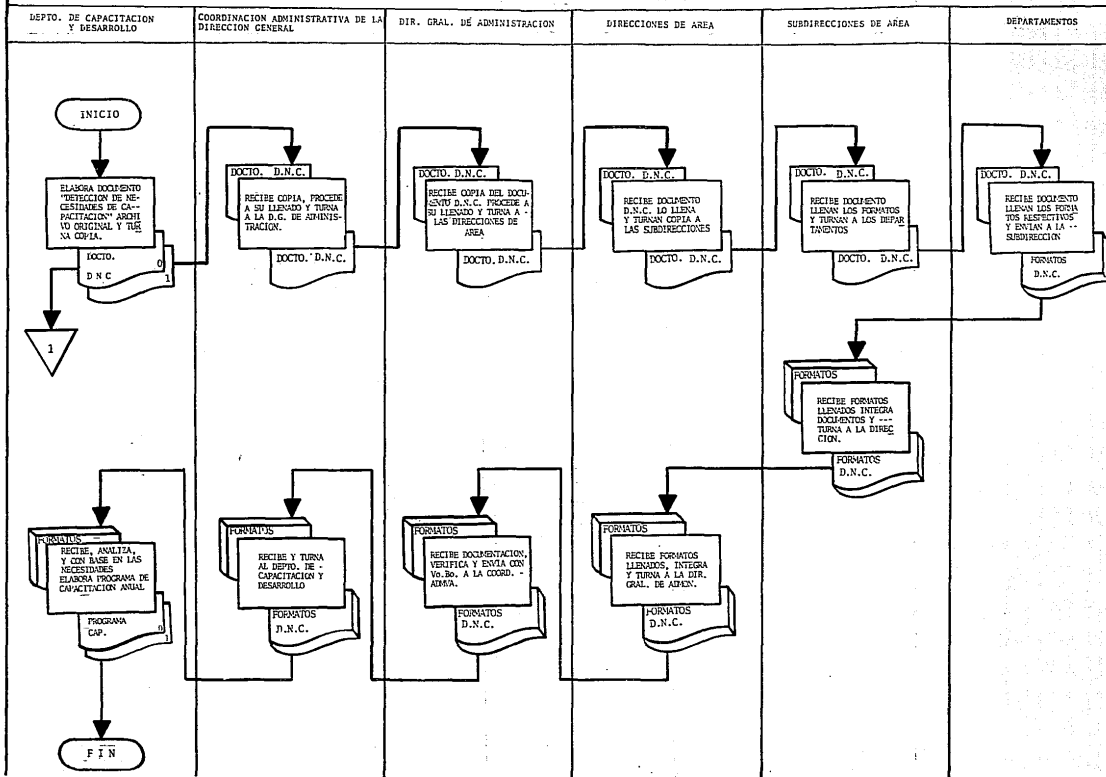 DEPTO. DE CAPACITACION
Y DESARROLLO
COORDINACION ADMINISTRATIVA DE LA
DIRECCION GENERAL
DIR. GRAL. DE ADMINISTRACION
DIRECCIONES DE AREA
SUBDIRECCIONES DE AREA
DEPARTAMENTOS
INICIO
ELABORA DOCUMENTO
"DETECCION DE NE-
CESIDADES DE CA--
PACITACION" ARCHI
VO ORIGINAL Y TUR
NA COPIA.
DOCTO.
D N C
0
1
1
DOCTO. D.N.C.
RECIBE COPIA, PROCEDE
A SU LLENADO Y TURNA
A LA D.G. DE ADMINIS-
TRACION.
DOCTO. D.N.C.
DOCTO. D.N.C.
RECIBE COPIA DEL DOCU-
MENTO D.N.C. PROCEDE A
SU LLENADO Y TURNA A -
LAS DIRECCIONES DE
AREA
DOCTO. D.N.C.
DOCTO. D.N.C.
RECIBE DOCUMENTO
D.N.C. LO LLENA
Y TURNAN COPIA A
LAS SUBDIRECCIONES
DOCTO. D.N.C.
DOCTO. D.N.C.
RECIBE DOCUMENTO
LLENAN LOS FORMATOS
Y TURNAN A LOS DEPAR
TAMENTOS
DOCTO. D.N.C.
DOCTO. D.N.C.
RECIBE DOCUMENTO
LLENAN LOS FORMA
TOS RESPECTIVOS
Y ENVIAN A LA --
SUBDIRECCION
FORMATOS
D.N.C.
FORMATOS
RECIBE FORMATOS
LLENADOS INTEGRA
DOCUMENTOS Y ---
TURNA A LA DIREC
CION.
FORMATOS
D.N.C.
FORMATOS
RECIBE FORMATOS
LLENADOS, INTEGRA
Y TURNA A LA DIR.
GRAL. DE ADMON.
FORMATOS
D.N.C.
FORMATOS
RECIBE DOCUMENTACION,
VERIFICA Y ENVIA CON
Vo.Bo. A LA COORD. -
ADMVA.
FORMATOS
D.N.C.
FORMATOS
RECIBE Y TURNA
AL DEPTO. DE -
CAPACITACION Y
DESARROLLO
FORMATOS
D.N.C.
FORMATOS
RECIBE, ANALIZA,
Y CON BASE EN LAS
NECESIDADES
ELABORA PROGRAMA DE
CAPACITACION ANUAL
PROGRAMA
CAP.
0
1
FIN